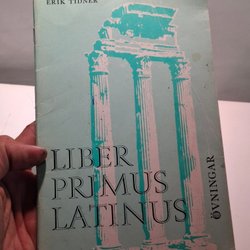 ERIK TIDNER
LIBER
PRIMUS
LATINUS
ÖVNINGAR